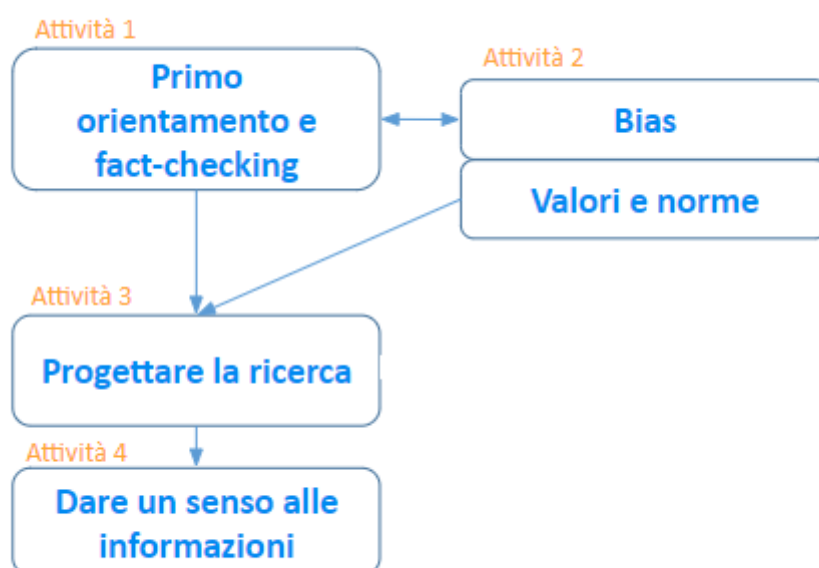 Attività 1
Primo
orientamento e
fact-checking
Attività 2
Bias
Valori e norme
Attività 3
Progettare la ricerca
Attività 4
Dare un senso alle
informazioni